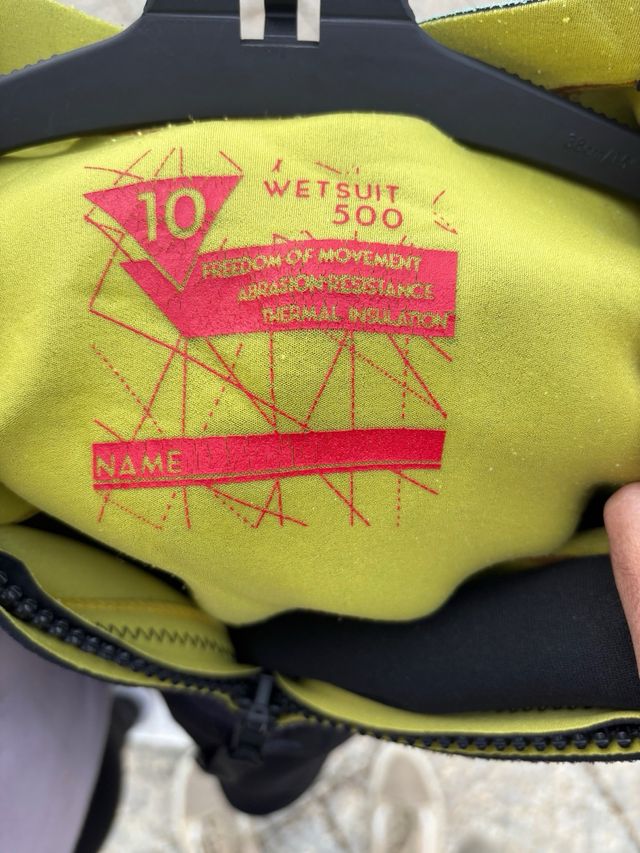 10
WETSUIT
500
FREEDOM OF MOVEMENT
ABRASION RESISTANCE
THERMAL INSULATION
NAME